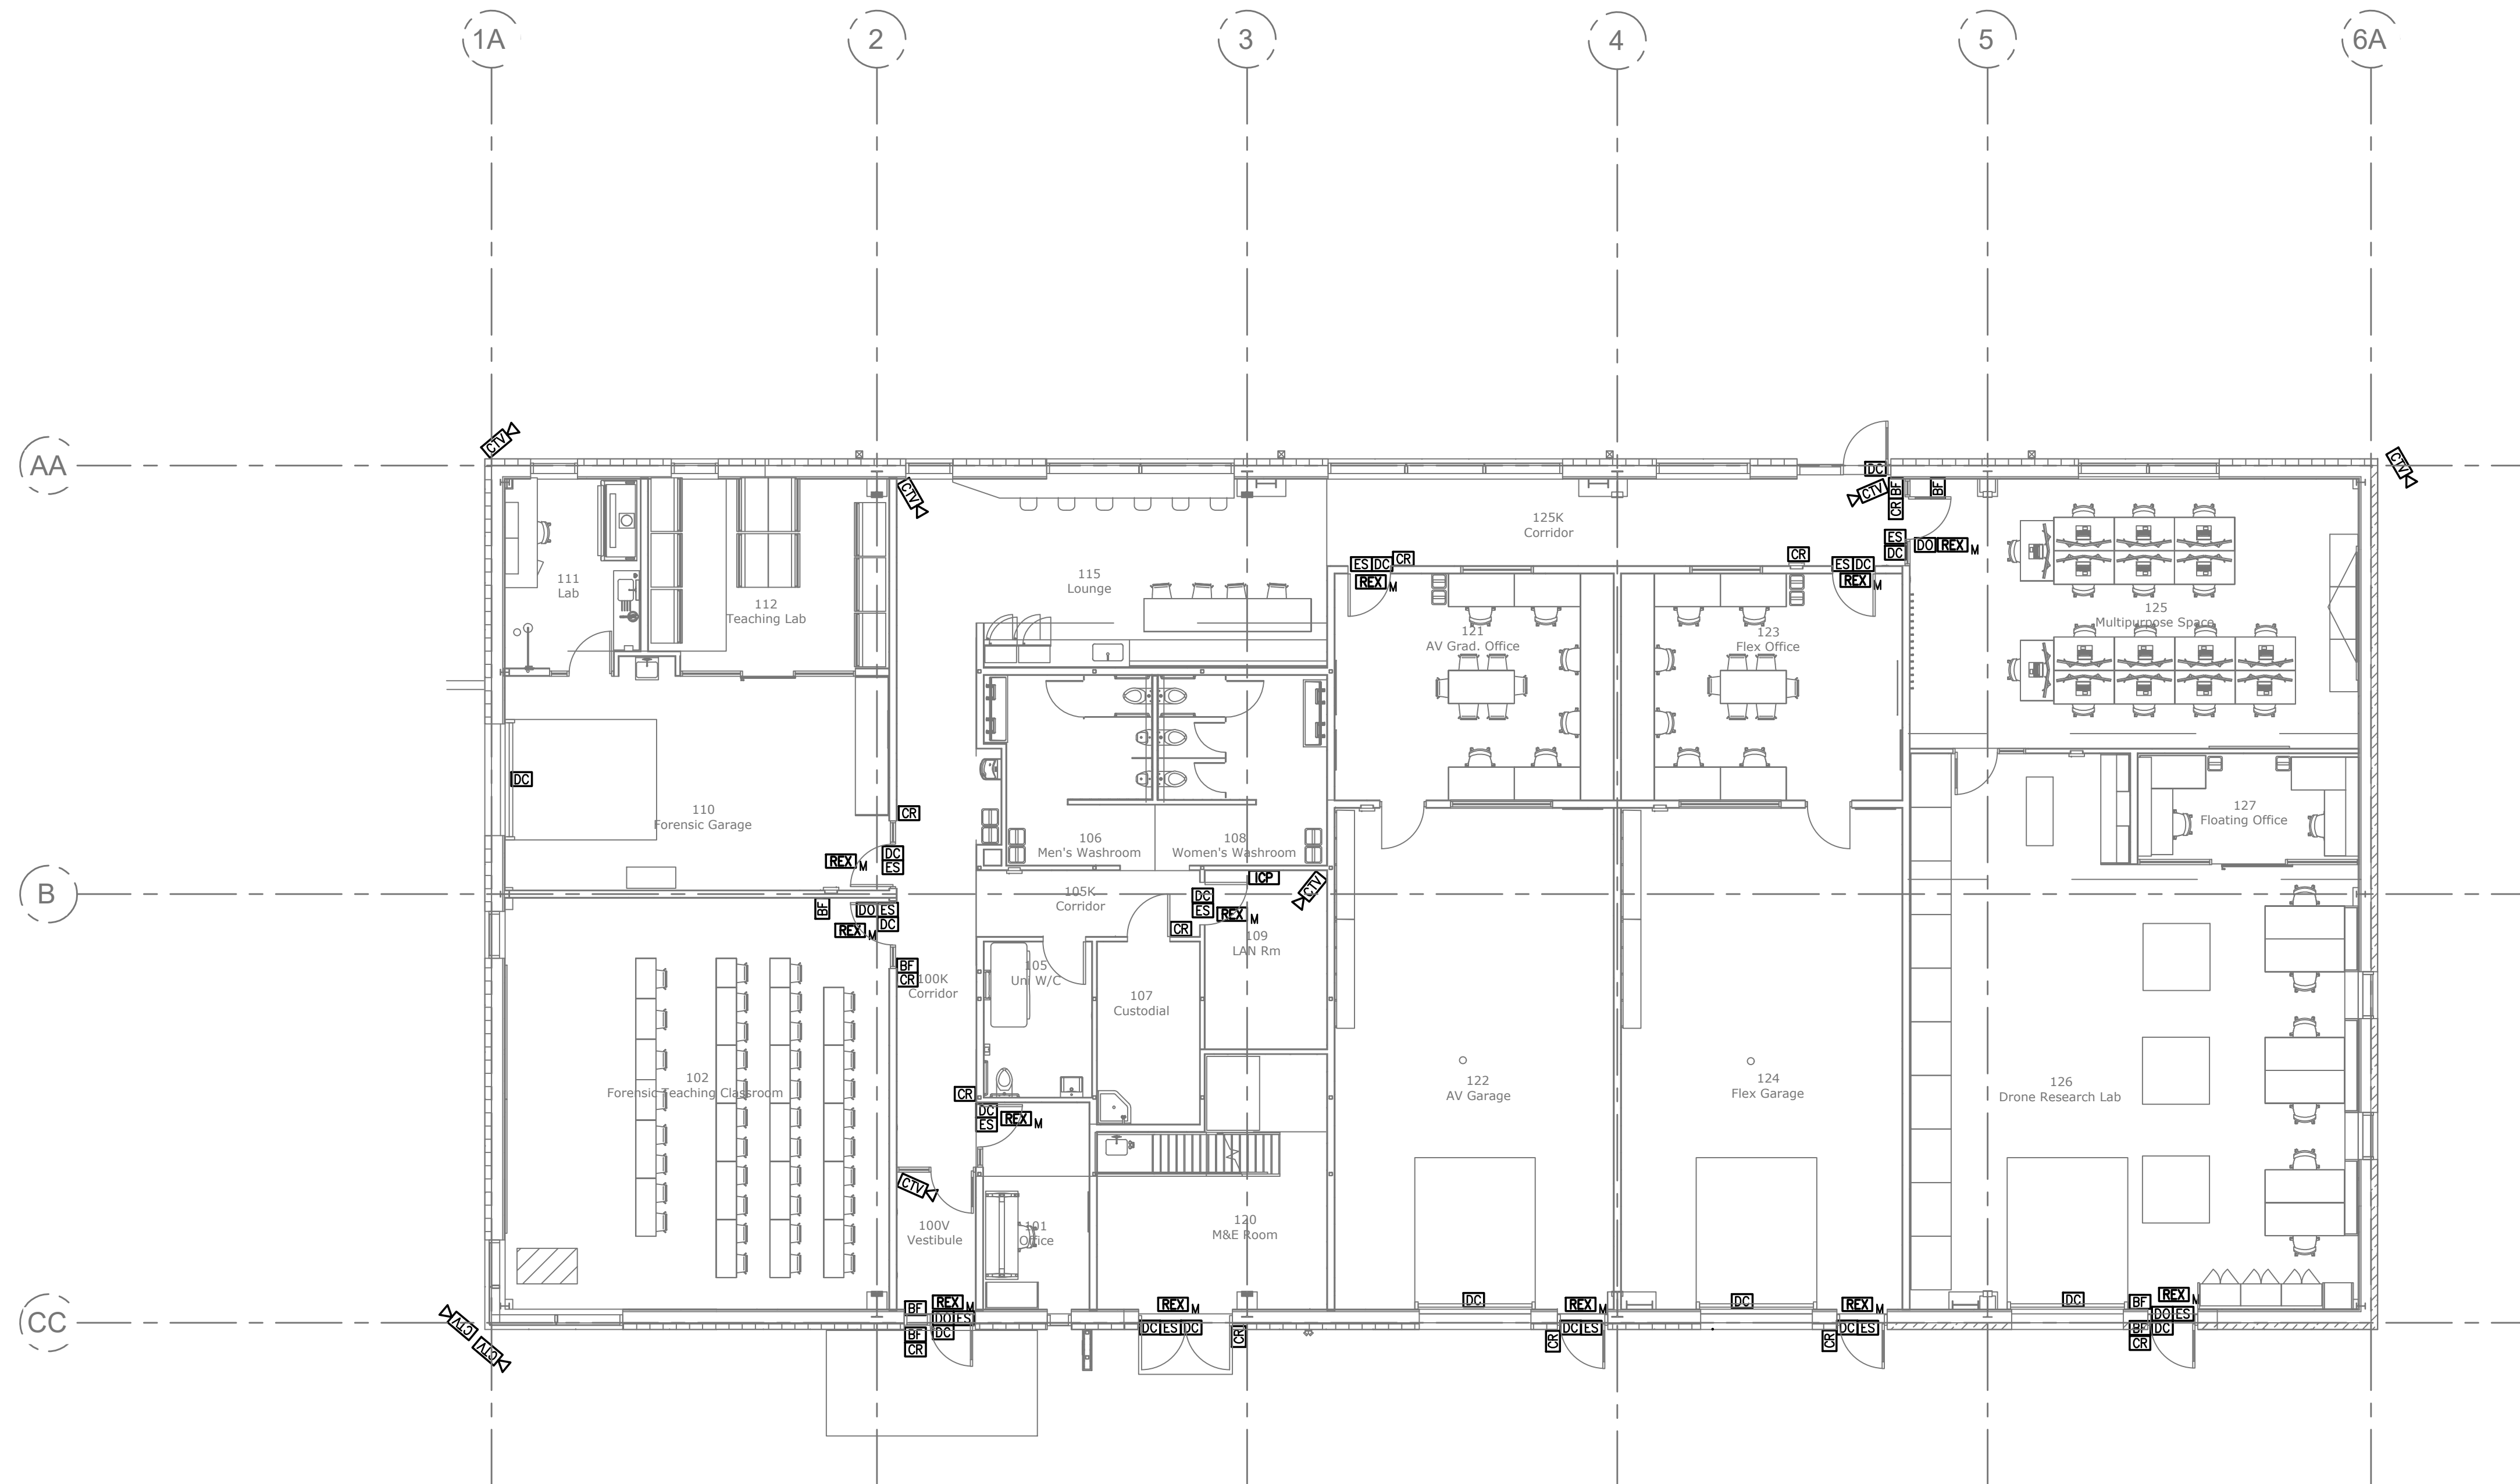 1A
2
3
4
5
6A
CTV
AA
CTV
DC
CTV
CTV
BF
CR
BF
125K
Corridor
ES
DC
DO
REX
M
ES
DC
CR
CR
ES
DC
REX
M
REX
M
111
Lab
112
Teaching Lab
115
Lounge
121
AV Grad. Office
123
Flex Office
125
Multipurpose Space
DC
110
Forensic Garage
CR
106
Men's Washroom
108
Women's Washroom
127
Floating Office
REX
M
DC
ES
B
105K
Corridor
ICP
CTV
DC
ES
REX
M
CR
BF
DO
ES
REX
M
DC
109
LAN Rm
BF
CR
100K
Corridor
105
Uni W/C
107
Custodial
102
Forensic Teaching Classroom
CR
DC
ES
REX
M
122
AV Garage
124
Flex Garage
126
Drone Research Lab
CTV
100V
Vestibule
101
Office
120
M&E Room
CC
CTV
CTV
BF
REX
M
DO
ES
BF
DC
CR
REX
M
DC
ES
DC
CR
DC
REX
M
CR
DC
ES
DC
REX
M
CR
DC
ES
DC
BF
REX
M
DO
ES
BF
DC
CR